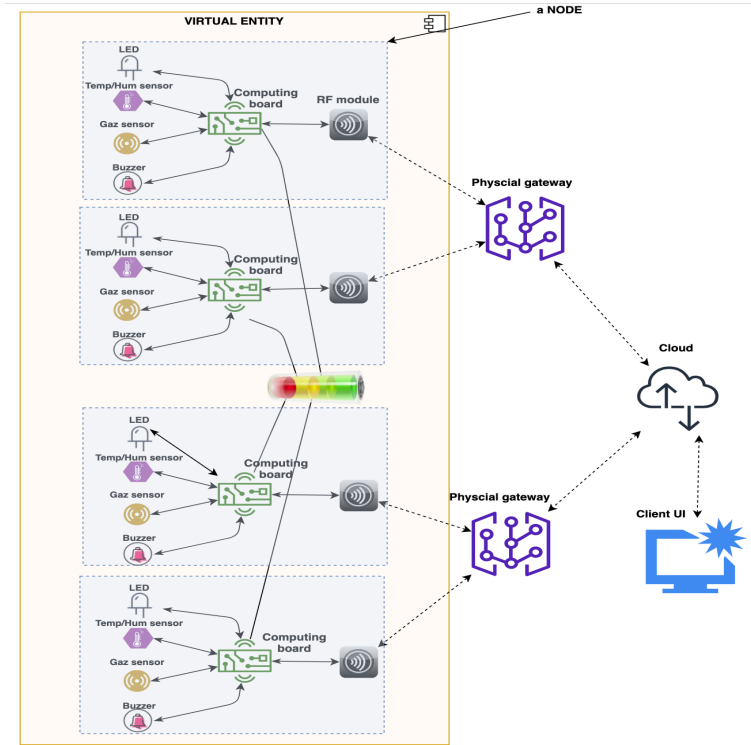 a NODE
VIRTUAL ENTITY
LED
Temp/Hum sensor
Computing
board
RF module
Gaz sensor
Buzzer
Physcial gateway
LED
Temp/Hum sensor
Computing
board
Gaz sensor
Buzzer
Cloud
LED
Temp/Hum sensor
Computing
board
Gaz sensor
Buzzer
Physcial gateway
Client UI
LED
Temp/Hum sensor
Computing
board
Gaz sensor
Buzzer